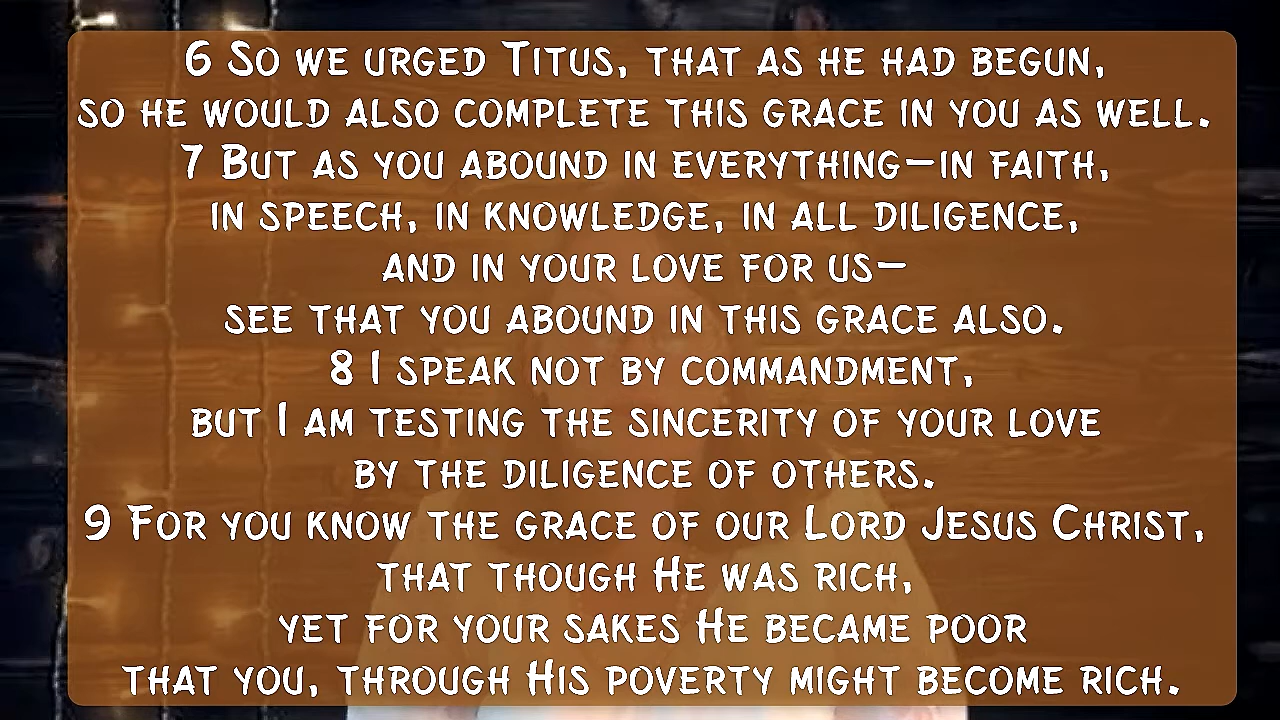 6 So we urged Titus, that as he had begun,
so he would also complete this grace in you as well.
7 But as you abound in everything—in faith,
in speech, in knowledge, in all diligence,
and in your love for us—
see that you abound in this grace also.
8 I speak not by commandment,
but I am testing the sincerity of your love
by the diligence of others.
9 For you know the grace of our Lord Jesus Christ,
that though He was rich,
yet for your sakes He became poor
that you, through His poverty might become rich.